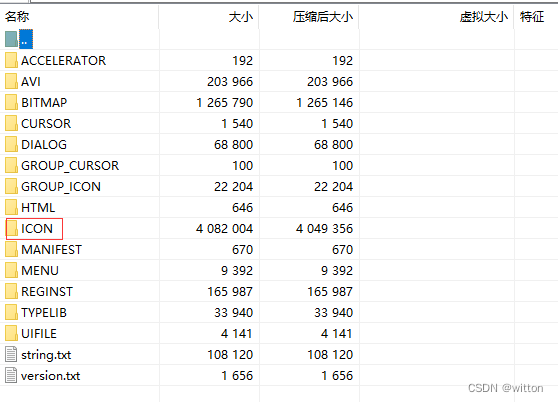 名称 大小 压缩后大小 虚拟大小 特征
..
ACCELERATOR 192 192
AVI 203 966 203 966
BITMAP 1 265 790 1 265 146
CURSOR 1 540 1 540
DIALOG 68 800 68 800
GROUP_CURSOR 100 100
GROUP_ICON 22 204 22 204
HTML 646 646
ICON 4 082 004 4 049 356
MANIFEST 670 670
MENU 9 392 9 392
REGINST 165 987 165 987
TYPELIB 33 940 33 940
UIFILE 4 141 4 141
string.txt 108 120 108 120
version.txt 1 656 1 656
CSDN @witton